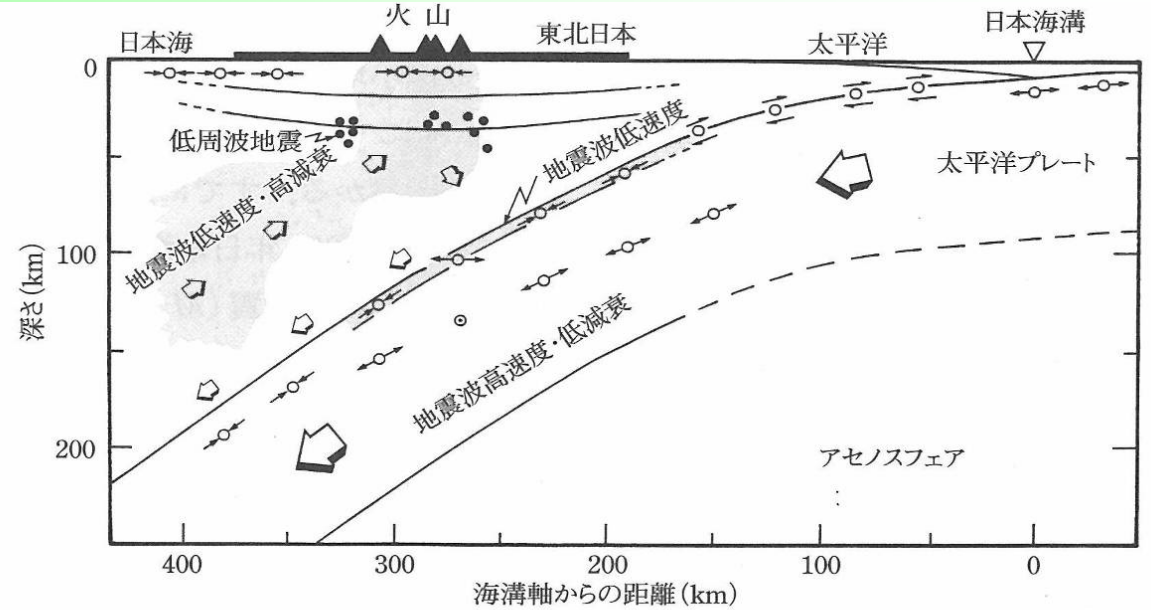 火 山
日本海
東北日本
太平洋
日本海溝
0
低周波地震
地震波低速度
太平洋プレート
地震波低速度・高減衰
100
深さ(km)
地震波高速度・低減衰
200
アセノスフェア
400
300
200
100
0
海溝軸からの距離(km)